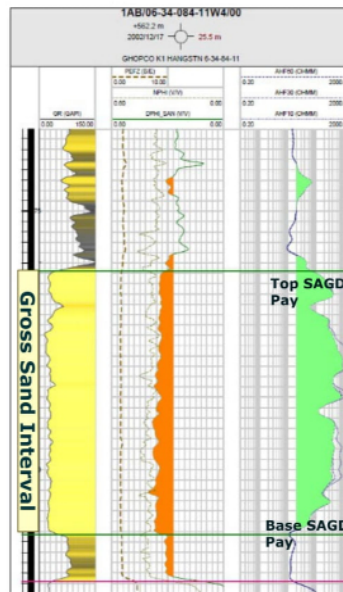 1AB/06-34-084-11W4/00
+562.2 m
2002/12/17 25.5 m
GHOPCO K1 HANGSTN 6-34-84-11
PEFZ (S/E) AHF60 (OHMM)
0.00 10.00 0.20 2000
NPHI (V/V) AHF30 (OHMM)
0.60 0.00 0.20 2000
GR (GAPI) DPHI_SAN (V/V) AHF10 (OHMM)
0.00 150.00 0.60 0.00 0.20 2000
Top SAGD
Pay
Gross Sand Interval
Base SAGD
Pay